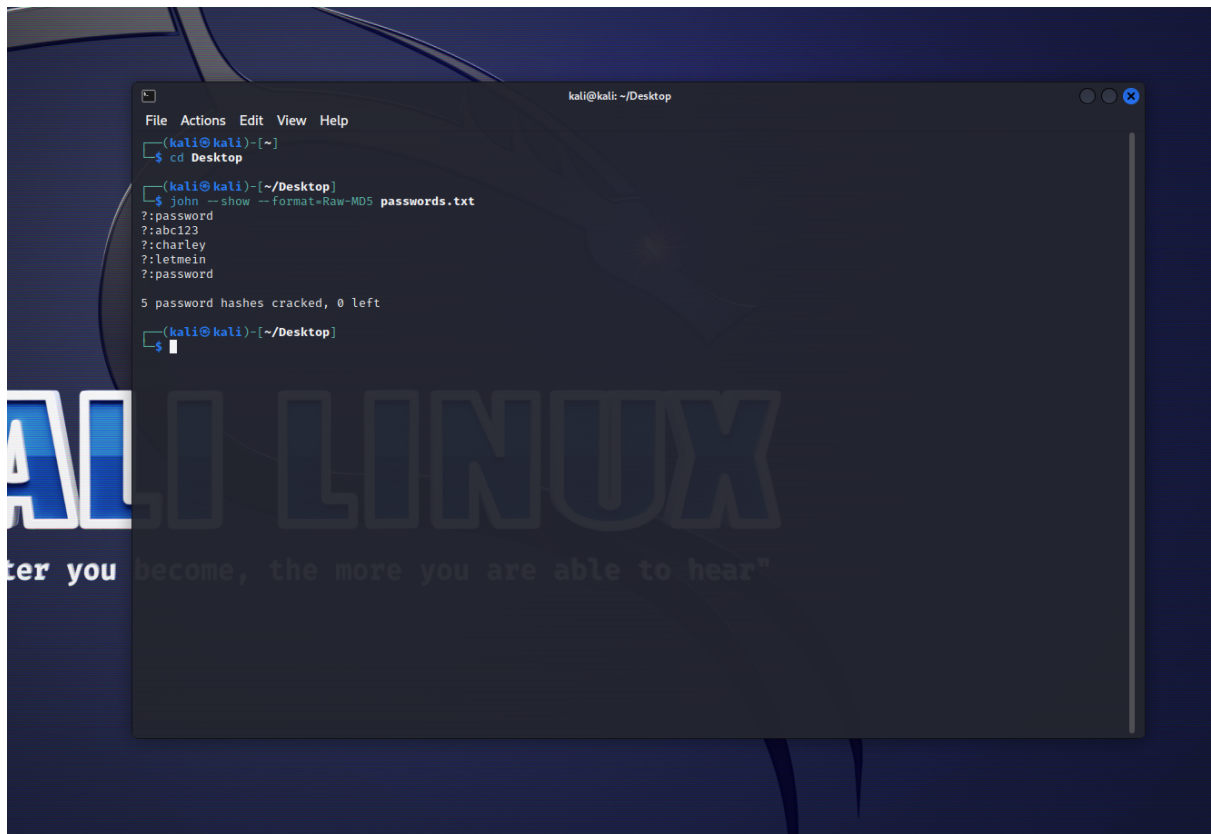 kali@kali: ~/Desktop
File Actions Edit View Help
(kali㉿kali)-[~]
$ cd Desktop
(kali㉿kali)-[~/Desktop]
$ john --show --format=Raw-MD5 passwords.txt
?:password
?:abc123
?:charley
?:letmein
?:password
5 password hashes cracked, 0 left
(kali㉿kali)-[~/Desktop]
$
ALI LINUX
ter you become, the more you are able to hear"